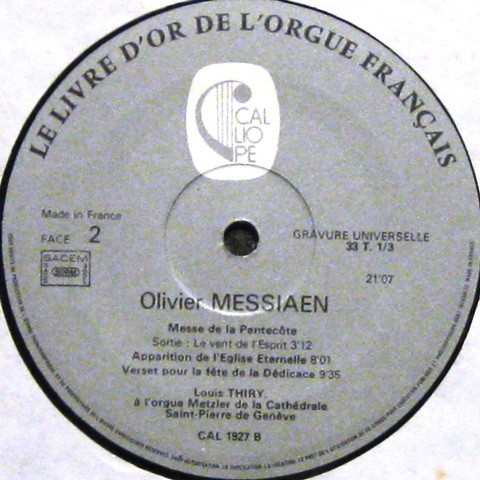 LE LIVRE D'OR DE L'ORGUE FRANÇAIS
CAL
LIO
PE
Made in France
FACE 2
SACEM
GRAVURE UNIVERSELLE
33 T. 1/3
21'07
Olivier MESSIAEN
Messe de la Pentecôte
Sortie : Le vent de l'Esprit 3'12
Apparition de l'Eglise Eternelle 8'01
Verset pour la fête de la Dédicace 9'35
Louis THIRY
à l'orgue Metzler de la Cathédrale
Saint-Pierre de Genève
CAL 1927 B